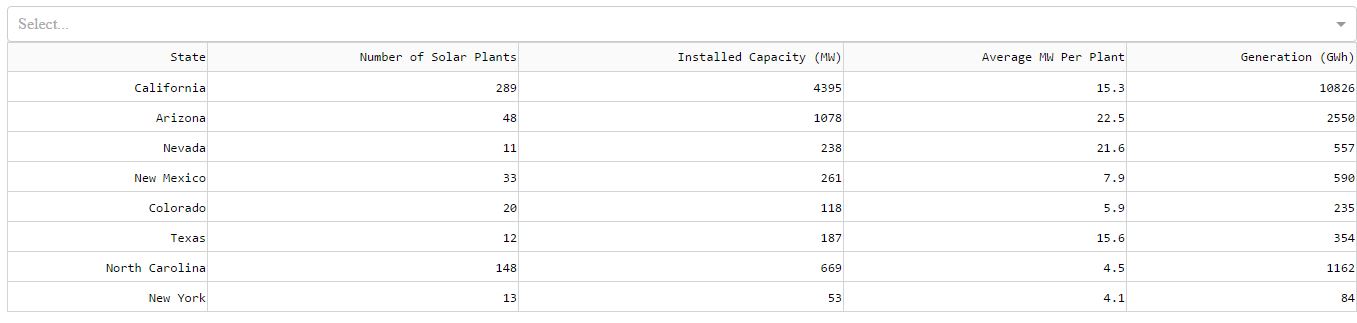 Select...
State Number of Solar Plants Installed Capacity (MW) Average MW Per Plant Generation (GWh)
California 289 4395 15.3 10826
Arizona 48 1078 22.5 2550
Nevada 11 238 21.6 557
New Mexico 33 261 7.9 590
Colorado 20 118 5.9 235
Texas 12 187 15.6 354
North Carolina 148 669 4.5 1162
New York 13 53 4.1 84